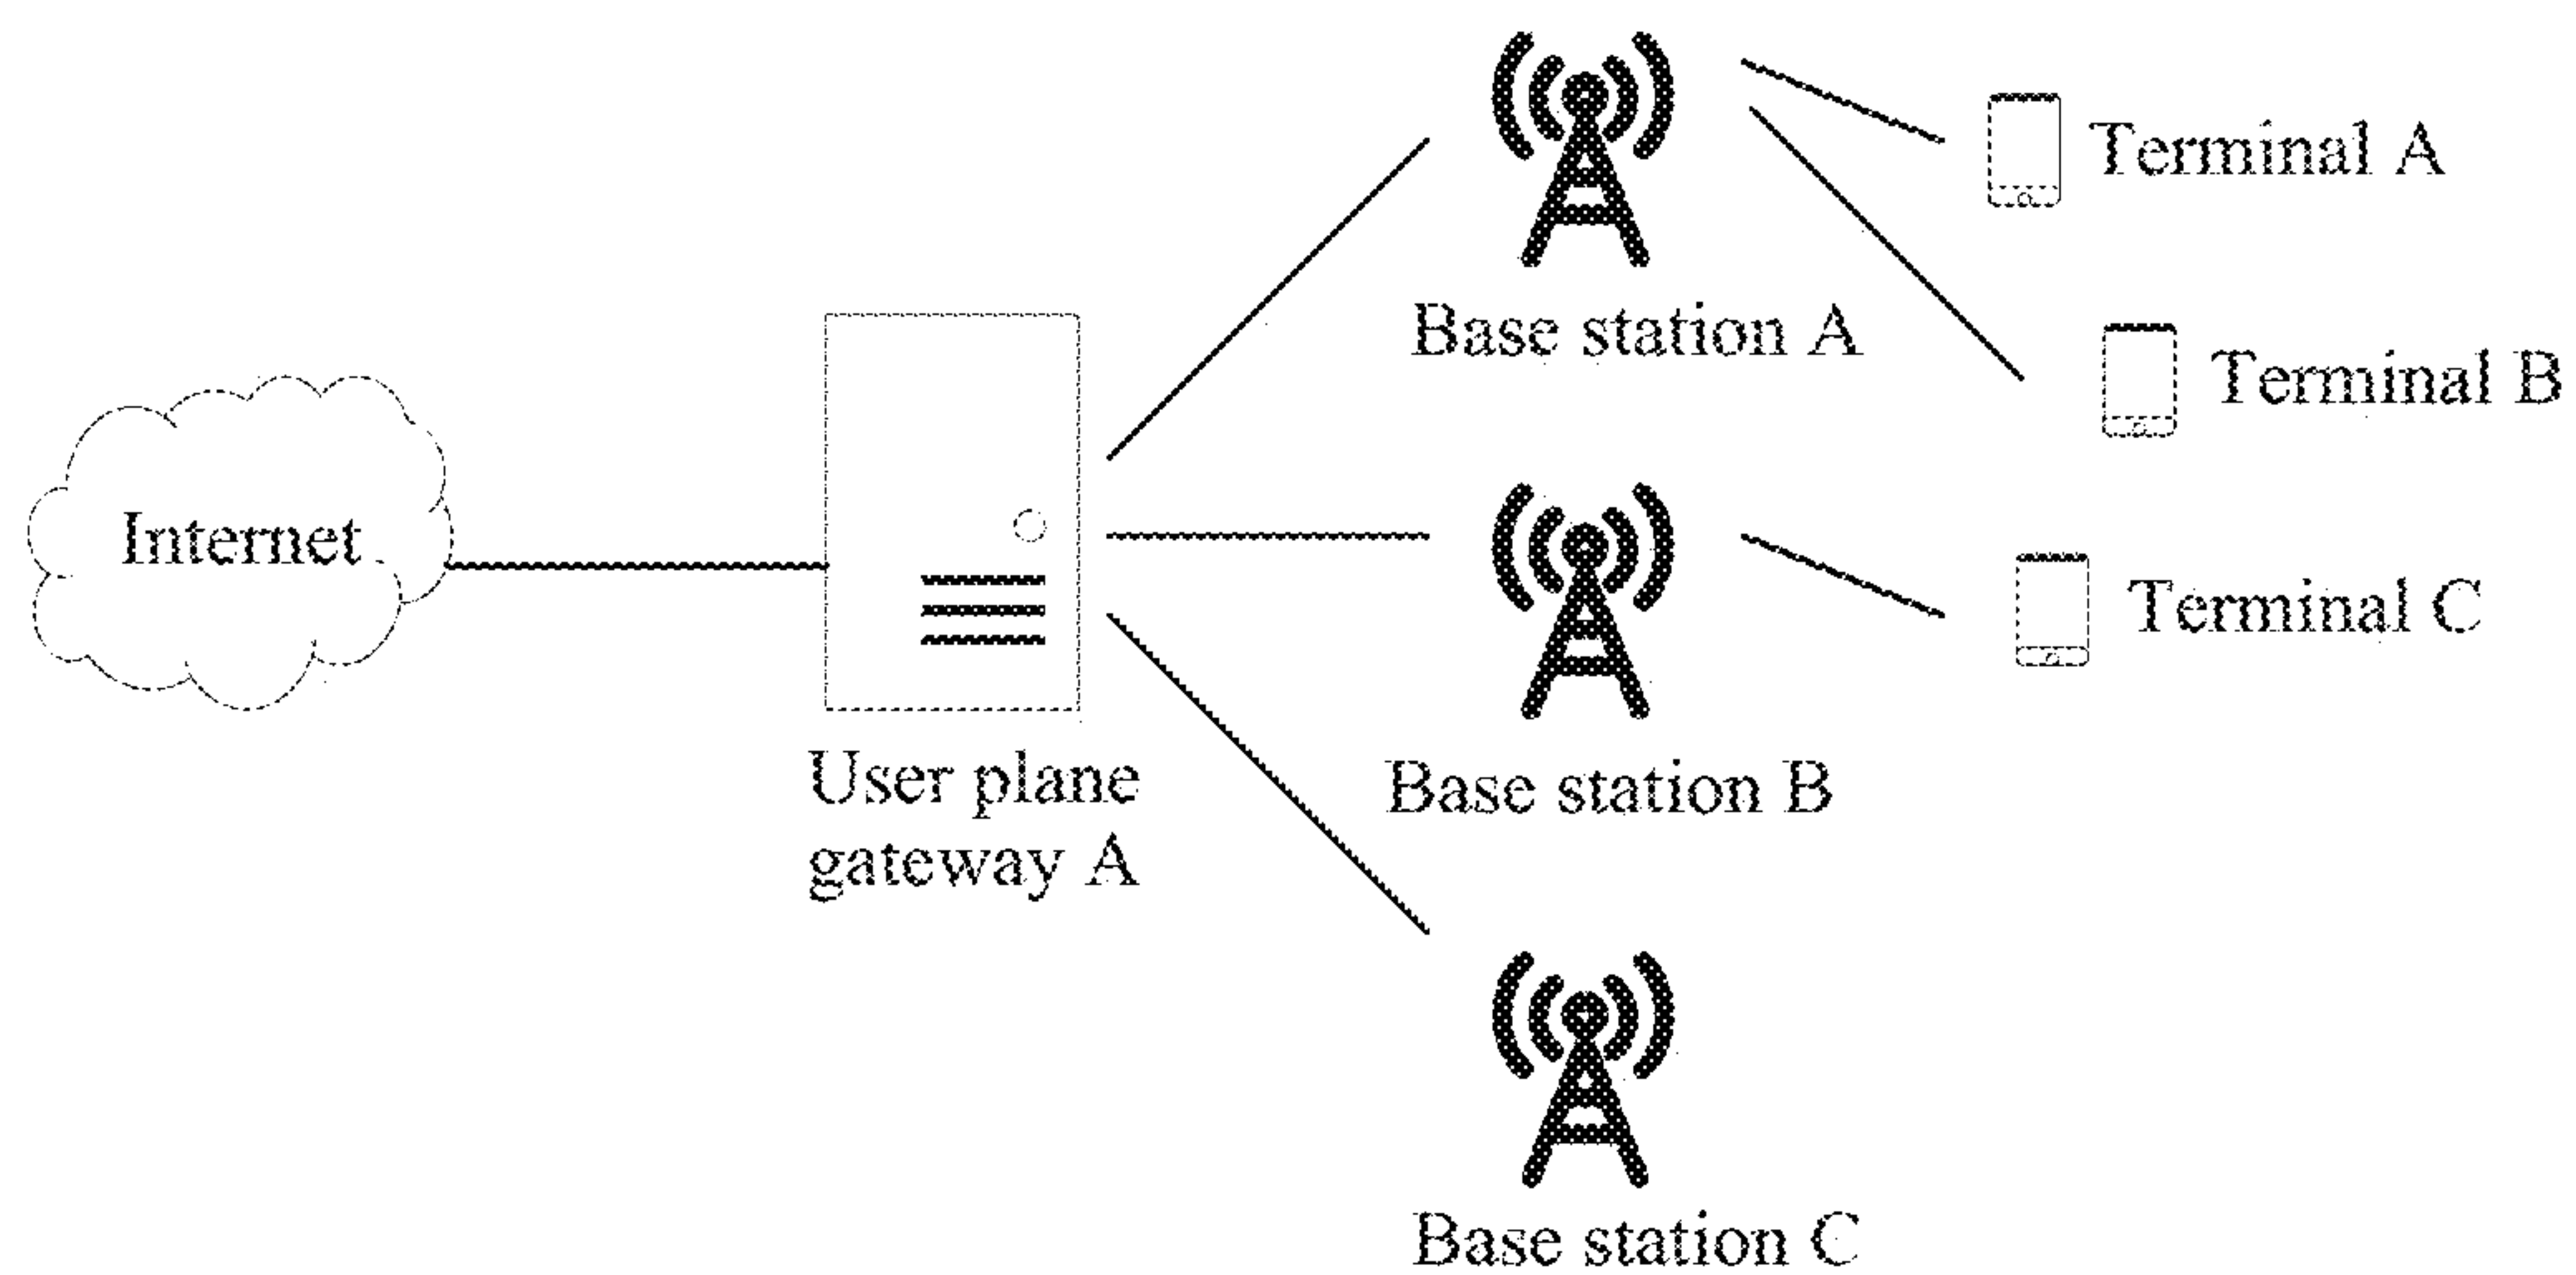 Terminal A
Base station A
Terminal B
Internet
Terminal C
User plane
gateway A
Base station B
Base station C